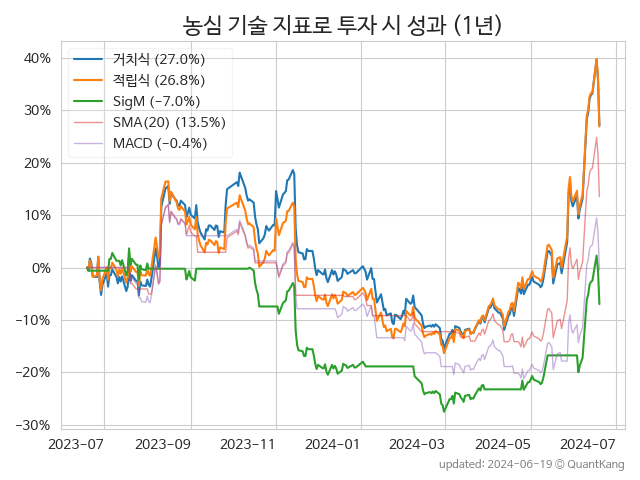 농심 기술 지표로 투자 시 성과 (1년)
거치식 (27.0%)
적립식 (26.8%)
SigM (−7.0%)
SMA(20) (13.5%)
MACD (−0.4%)
40%
30%
20%
10%
0%
−10%
−20%
−30%
2023-07 2023-09 2023-11 2024-01 2024-03 2024-05 2024-07
updated: 2024-06-19 © QuantKang